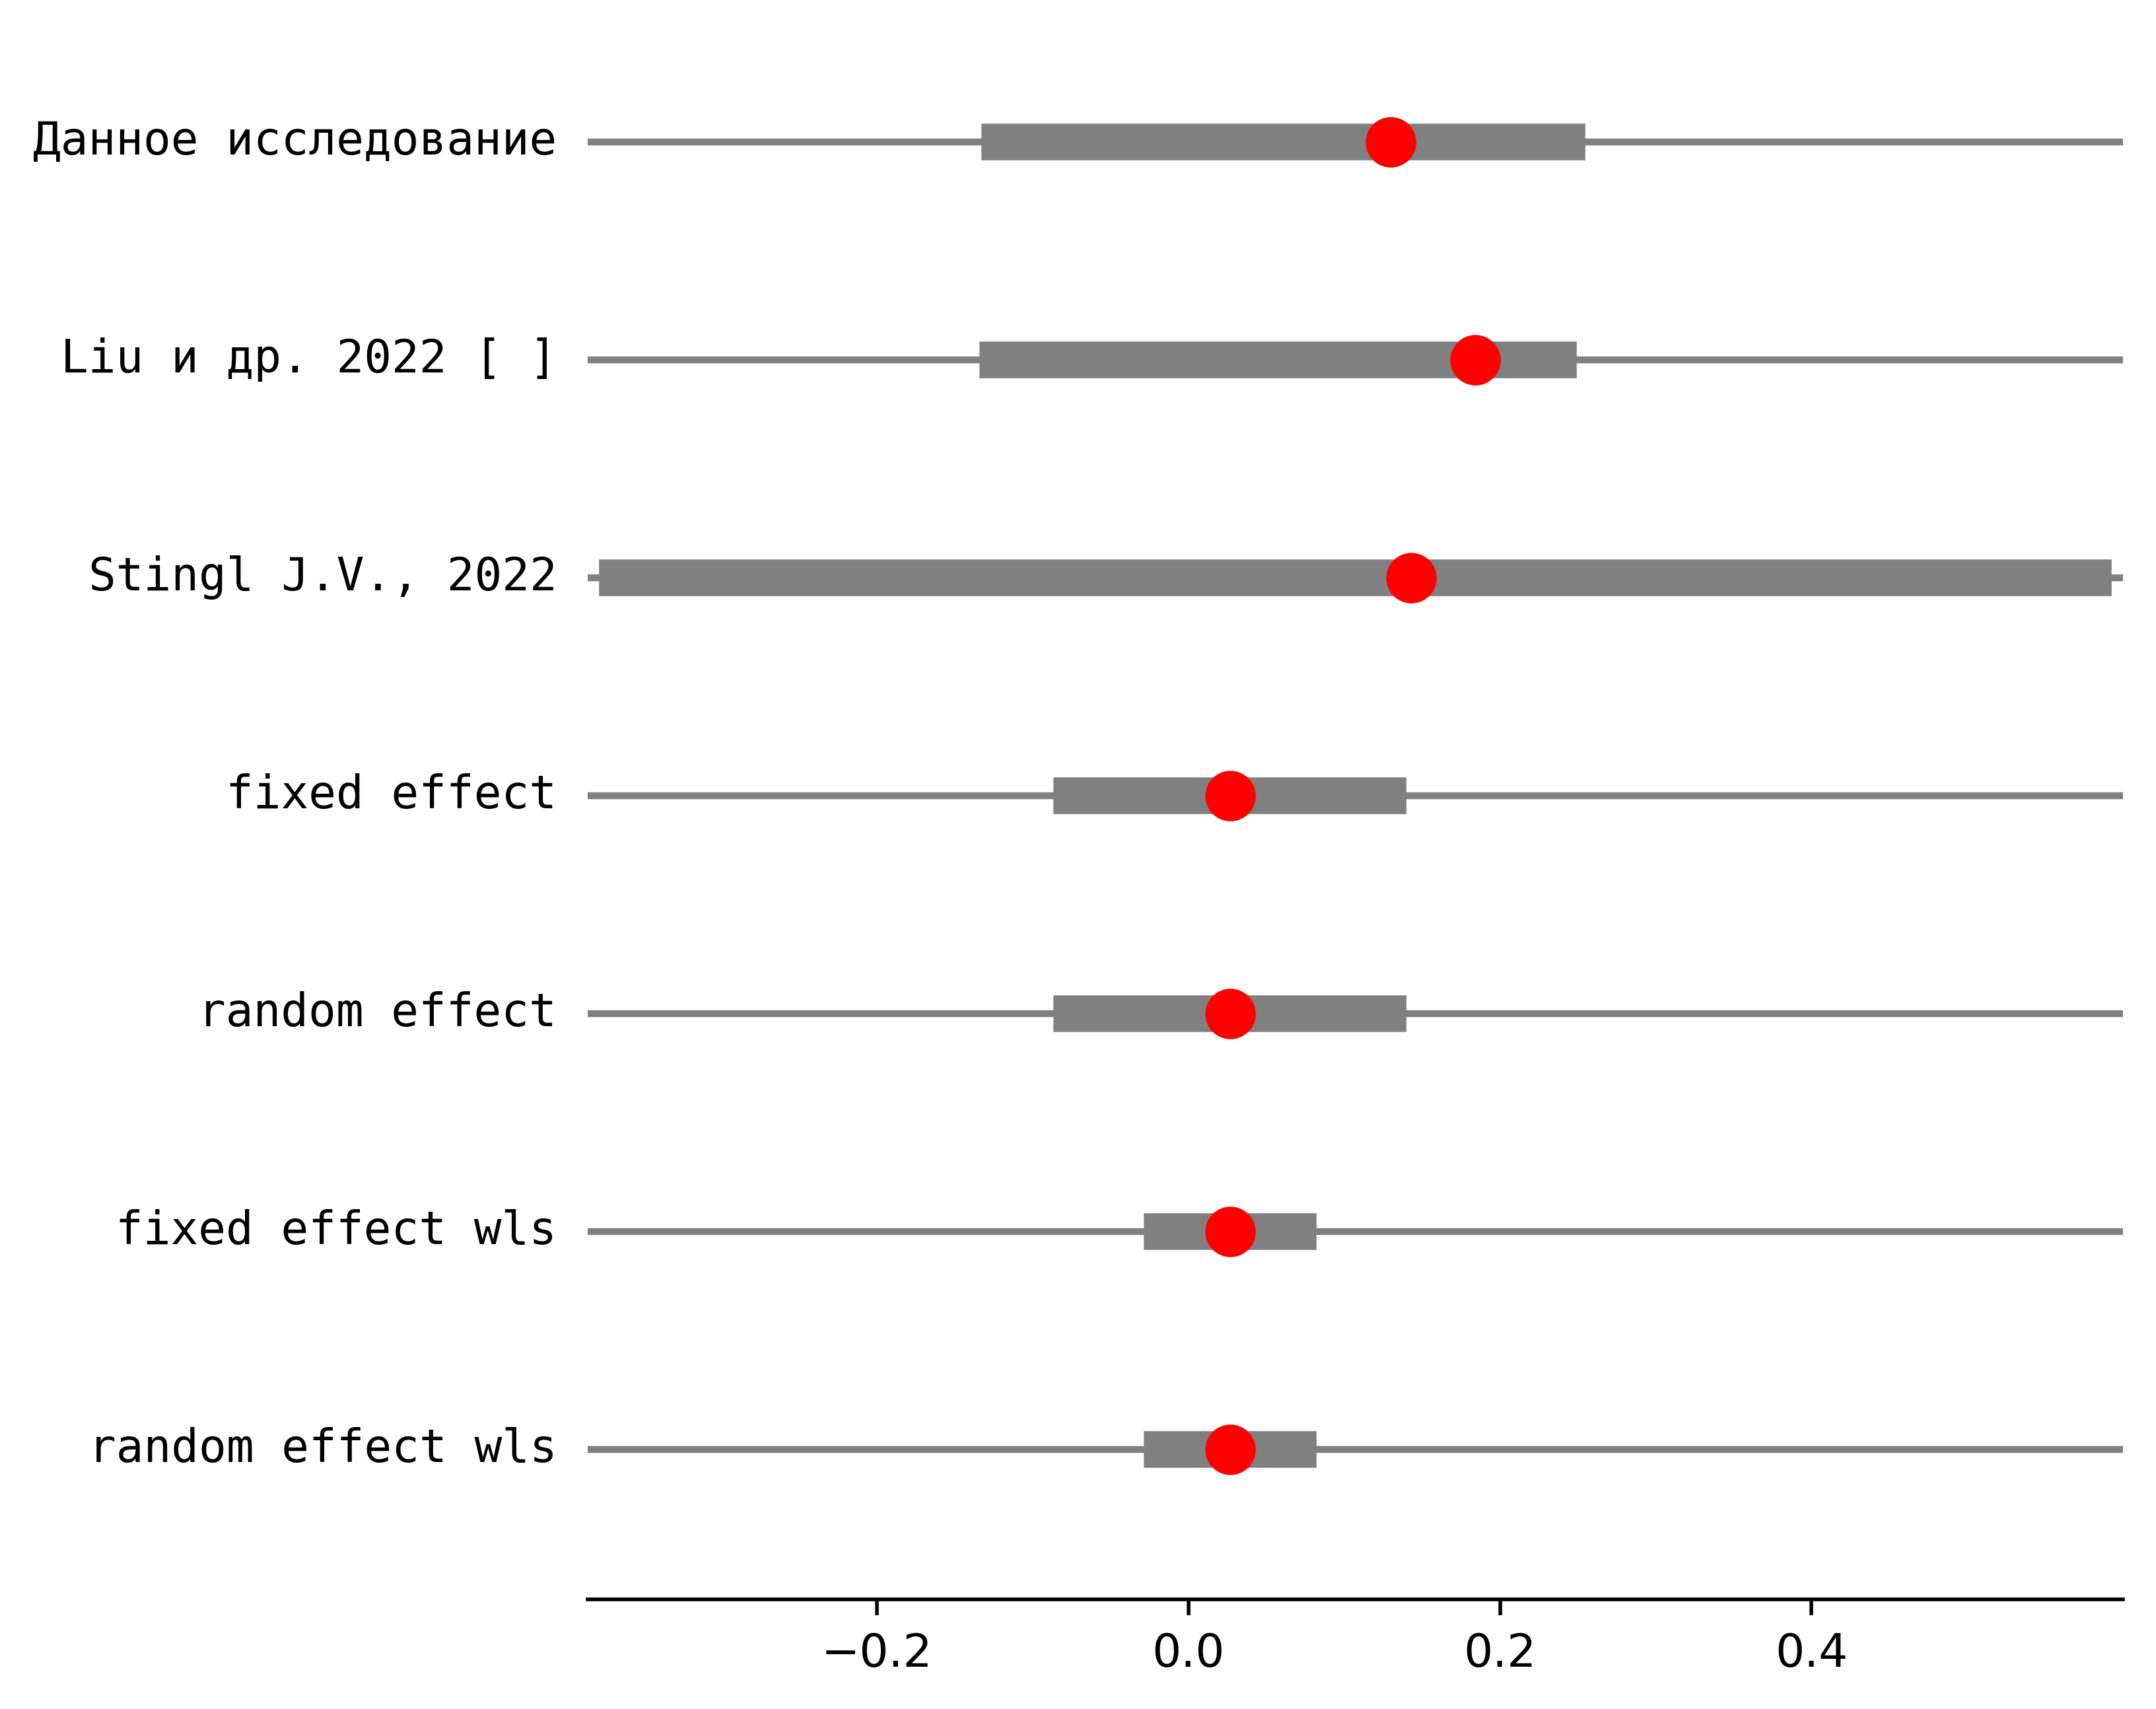 Данное исследование
Liu и др. 2022 [ ]
Stingl J.V., 2022
fixed effect
random effect
fixed effect wls
random effect wls
−0.2 0.0 0.2 0.4